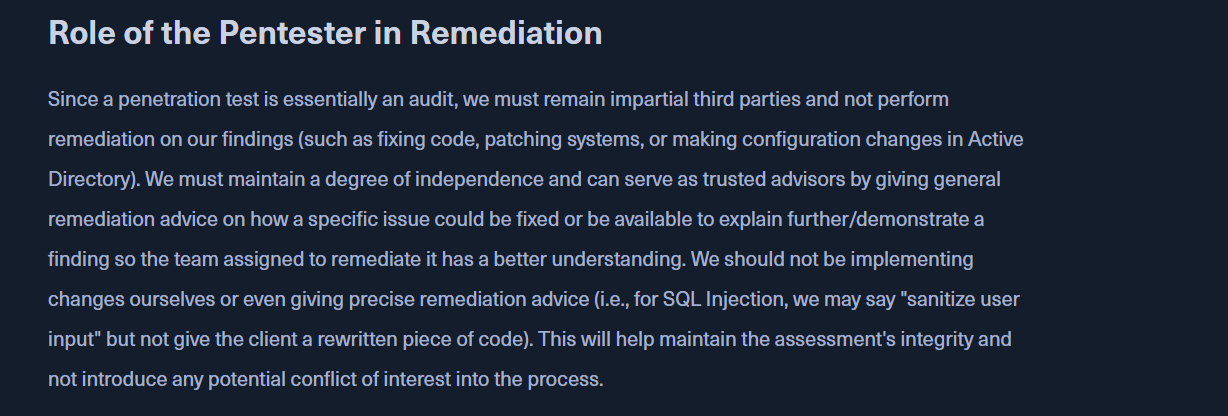 Role of the Pentester in Remediation
Since a penetration test is essentially an audit, we must remain impartial third parties and not perform
remediation on our findings (such as fixing code, patching systems, or making configuration changes in Active
Directory). We must maintain a degree of independence and can serve as trusted advisors by giving general
remediation advice on how a specific issue could be fixed or be available to explain further/demonstrate a
finding so the team assigned to remediate it has a better understanding. We should not be implementing
changes ourselves or even giving precise remediation advice (i.e., for SQL Injection, we may say "sanitize user
input" but not give the client a rewritten piece of code). This will help maintain the assessment's integrity and
not introduce any potential conflict of interest into the process.